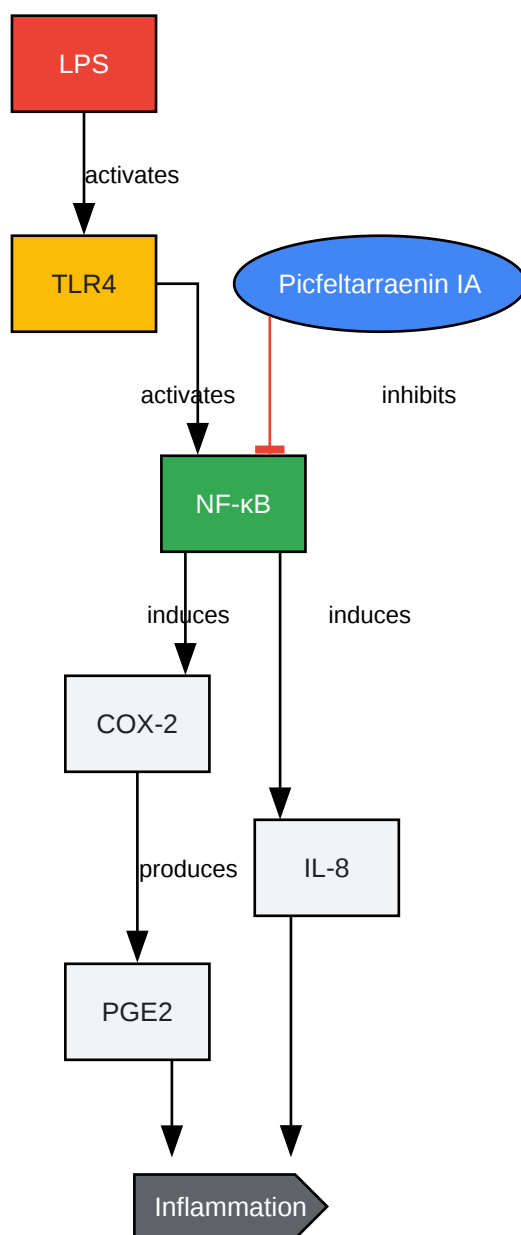 LPS
activates
TLR4
Picfeltarraenin IA
activates
inhibits
NF-κB
induces
induces
COX-2
produces
IL-8
PGE2
Inflammation